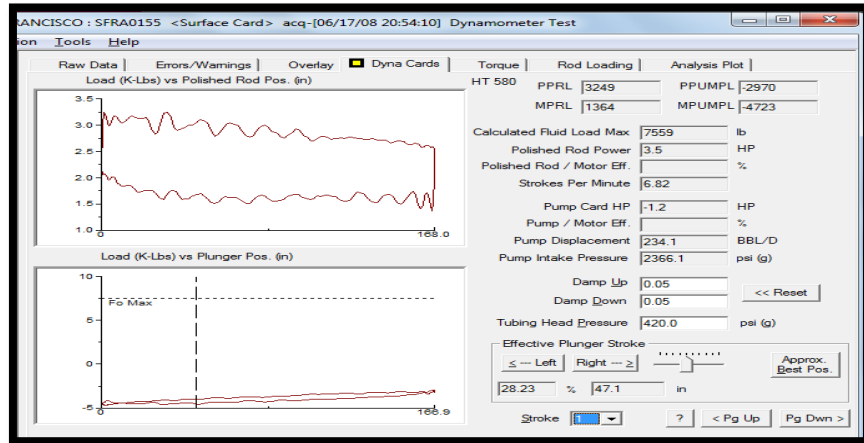 RANCISCO : SFRA0155 <Surface Card> acq-[06/17/08 20:54:10] Dynamometer Test
ion Tools Help
Raw Data Errors/Warnings Overlay Dyna Cards Torque Rod Loading Analysis Plot
Load (K-Lbs) vs Polished Rod Pos. (in)
3.5
3.0
2.5
2.0
1.5
1.0
0 168.0
Load (K-Lbs) vs Plunger Pos. (in)
10
Fo Max
5
0
-5
0 168.9
HT 580 PPRL 3249 PPUMPL -2970
MPRL 1364 MPUMPL -4723
Calculated Fluid Load Max 7559 lb
Polished Rod Power 3.5 HP
Polished Rod / Motor Eff. %
Strokes Per Minute 6.82
Pump Card HP -1.2 HP
Pump / Motor Eff. %
Pump Displacement 234.1 BBL/D
Pump Intake Pressure 2366.1 psi (g)
Damp Up 0.05
Damp Down 0.05
<< Reset
Tubing Head Pressure 420.0 psi (g)
Effective Plunger Stroke
< --- Left Right --- >
Approx.
Best Pos.
28.23 % 47.1 in
Stroke 1 ? < Pg Up Pg Dwn >